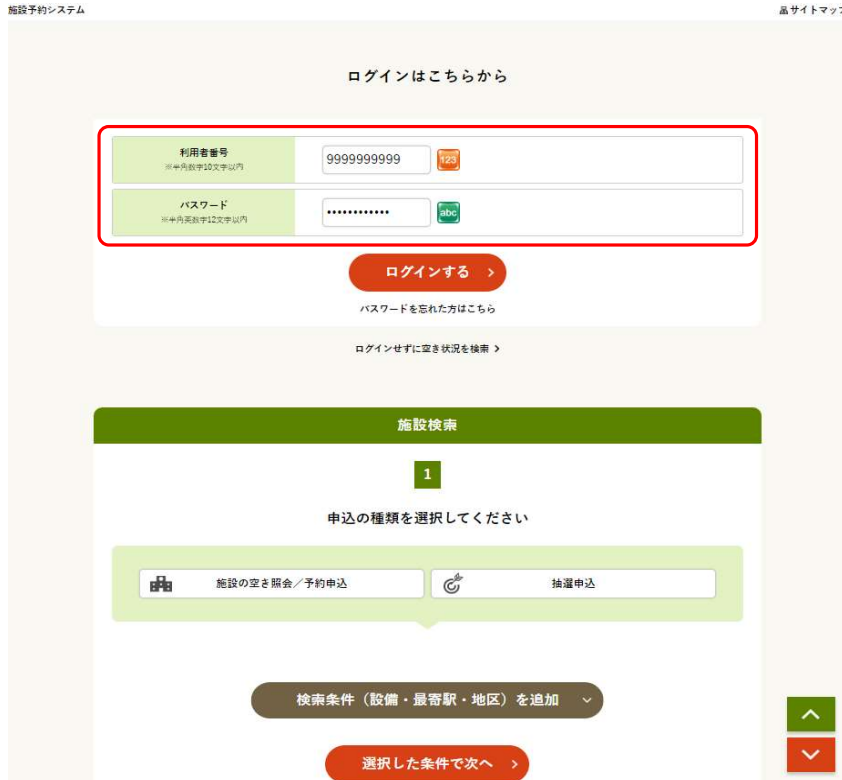 施設予約システム
サイトマップ
ログインはこちらから
利用者番号
※半角数字10文字以内
9999999999
123
パスワード
※半角英数字12文字以内
••••••••••••
abc
ログインする
パスワードを忘れた方はこちら
ログインせずに空き状況を検索
施設検索
1
申込の種類を選択してください
施設の空き照会／予約申込
抽選申込
検索条件（設備・最寄駅・地区）を追加
選択した条件で次へ